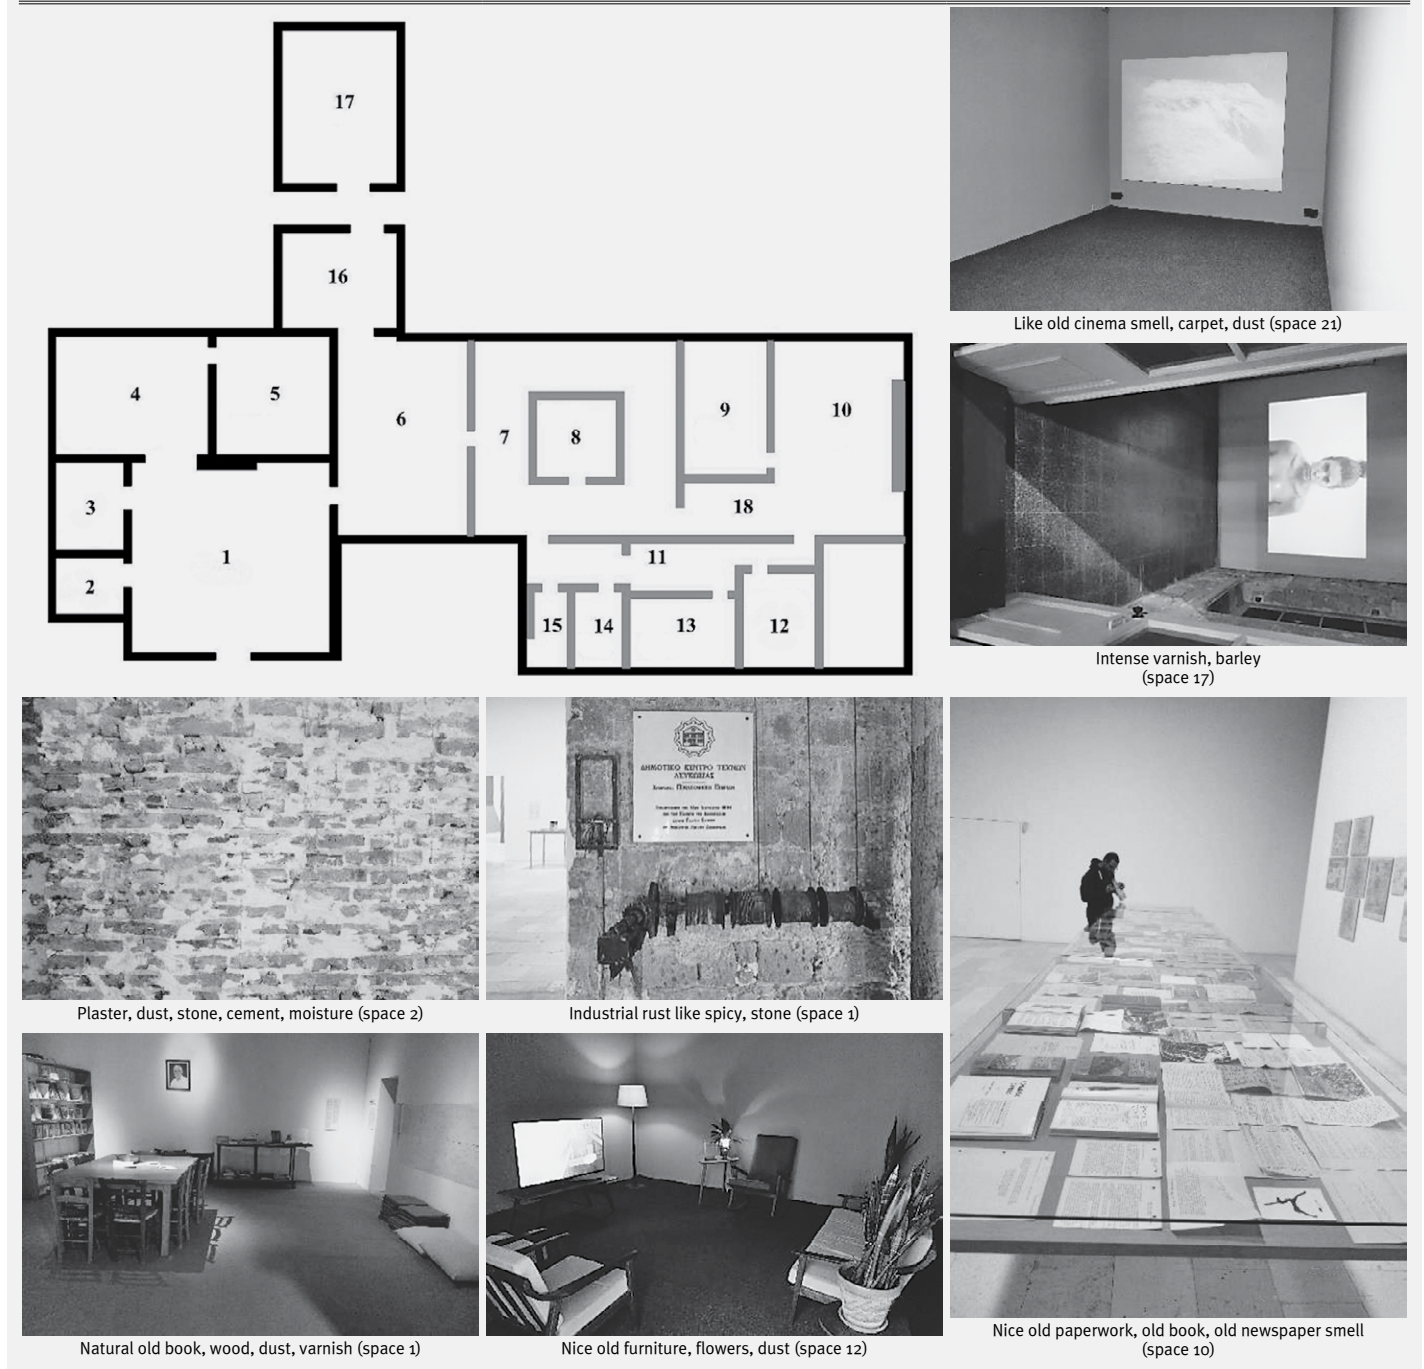 17
16
4
5
6
7
8
9
10
3
18
1
11
2
15
14
13
12
Like old cinema smell, carpet, dust (space 21)
Intense varnish, barley
(space 17)
ΔΗΜΟΤΙΚΟ ΚΕΝΤΡΟ ΤΕΧΝΩΝ
ΛΕΥΚΩΣΙΑΣ
Plaster, dust, stone, cement, moisture (space 2)
Industrial rust like spicy, stone (space 1)
Natural old book, wood, dust, varnish (space 1)
Nice old furniture, flowers, dust (space 12)
Nice old paperwork, old book, old newspaper smell
(space 10)